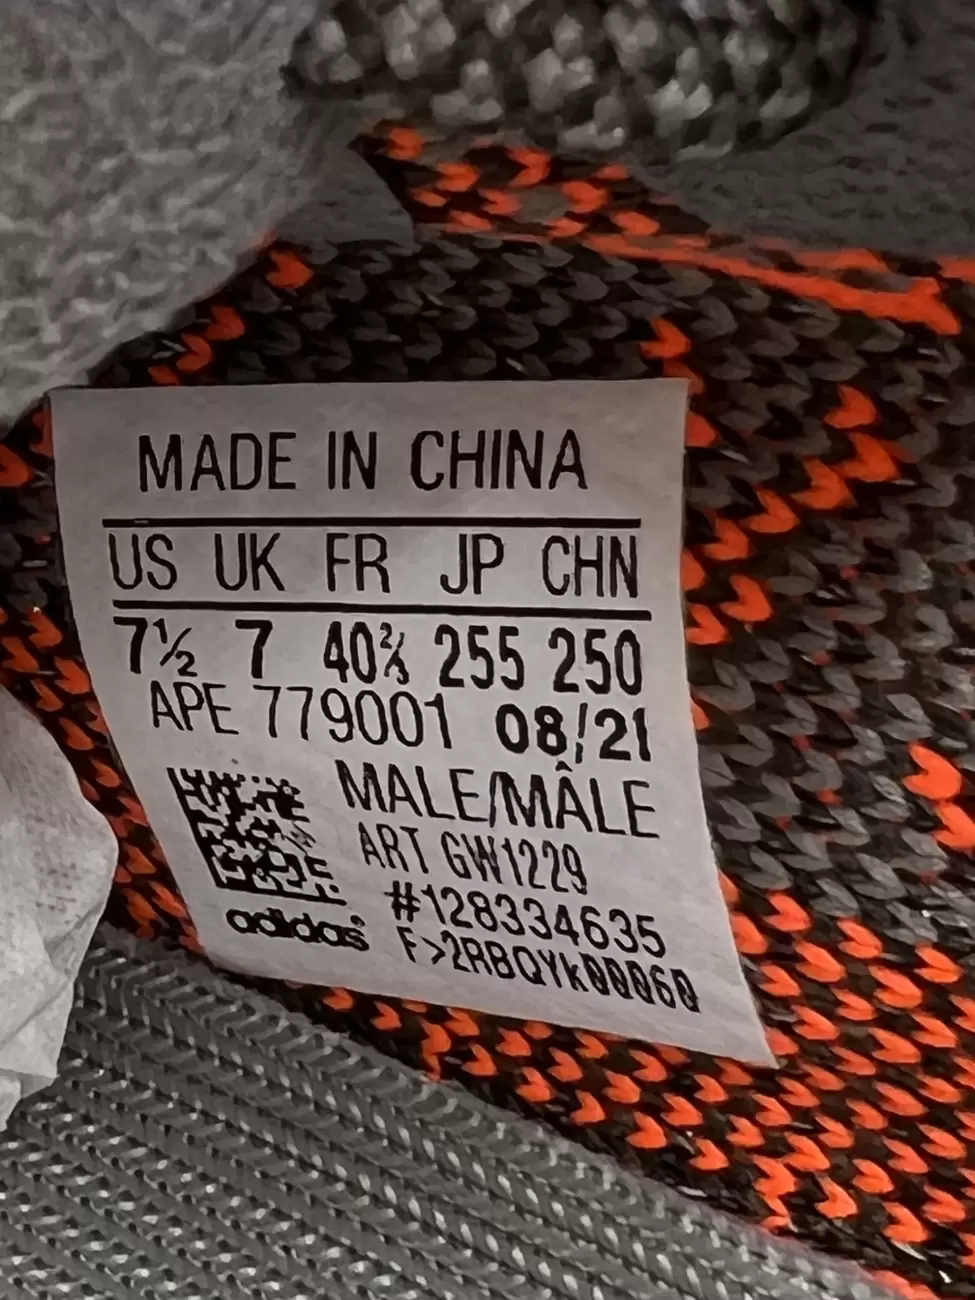 MADE IN CHINA
US UK FR JP CHN
7½ 7 40⅔ 255 250
APE 779001 08/21
MALE/MÂLE
ART GW1229
#128334635
adidas
F>2RBQYk00060